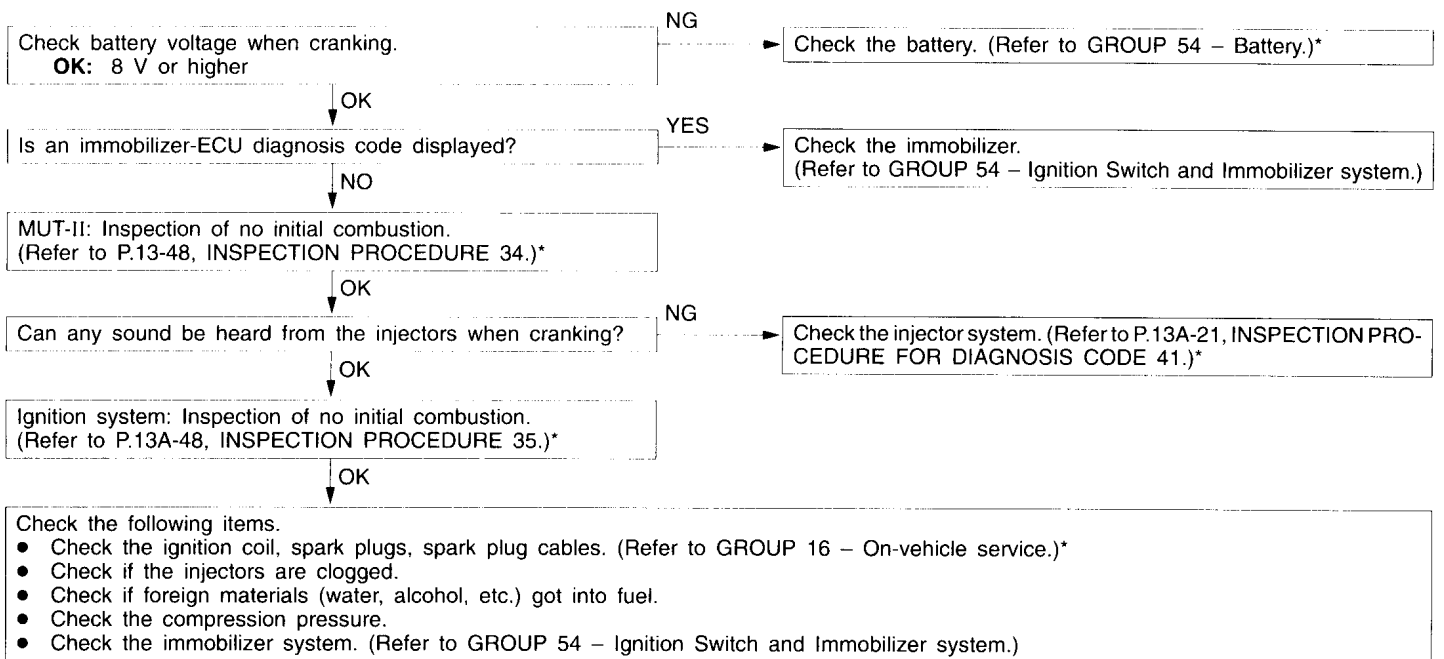 NG
Check battery voltage when cranking.
OK: 8 V or higher
Check the battery. (Refer to GROUP 54 – Battery.)*
OK
YES
Is an immobilizer-ECU diagnosis code displayed?
Check the immobilizer.
(Refer to GROUP 54 – Ignition Switch and Immobilizer system.)
NO
MUT-II: Inspection of no initial combustion.
(Refer to P.13-48, INSPECTION PROCEDURE 34.)*
OK
NG
Can any sound be heard from the injectors when cranking?
Check the injector system. (Refer to P.13A-21, INSPECTION PRO-
CEDURE FOR DIAGNOSIS CODE 41.)*
OK
Ignition system: Inspection of no initial combustion.
(Refer to P.13A-48, INSPECTION PROCEDURE 35.)*
OK
Check the following items.
● Check the ignition coil, spark plugs, spark plug cables. (Refer to GROUP 16 – On-vehicle service.)*
● Check if the injectors are clogged.
● Check if foreign materials (water, alcohol, etc.) got into fuel.
● Check the compression pressure.
● Check the immobilizer system. (Refer to GROUP 54 – Ignition Switch and Immobilizer system.)